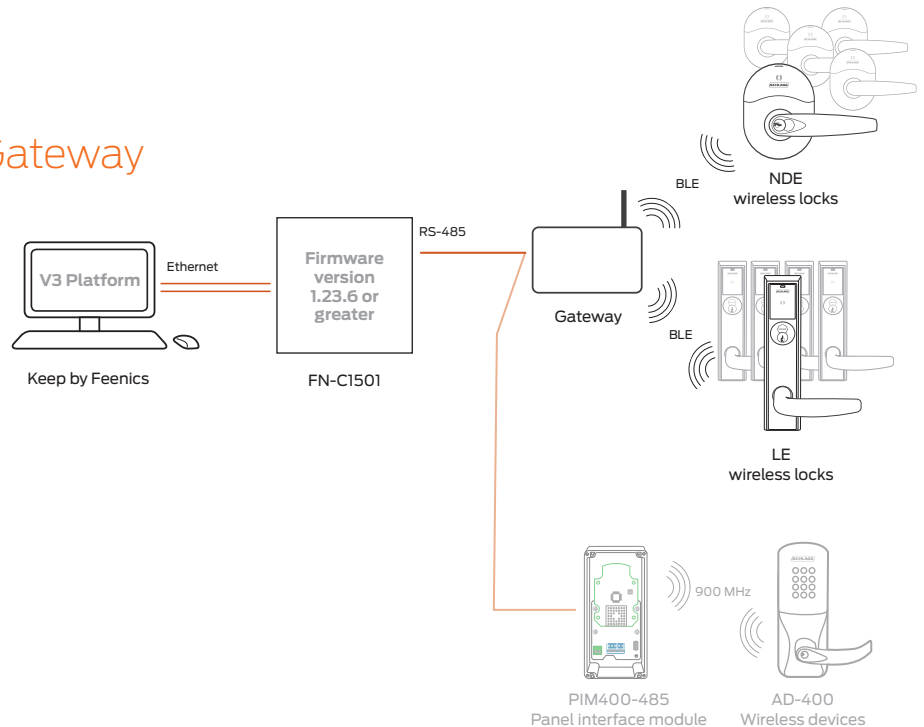 Gateway
V3 Platform
Keep by Feenics
Ethernet
Firmware
version
1.23.6 or
greater
FN-C1501
RS-485
Gateway
BLE
BLE
SCHLAGE
NDE
wireless locks
LE
wireless locks
900 MHz
SCHLAGE
PIM400-485
Panel interface module
AD-400
Wireless devices